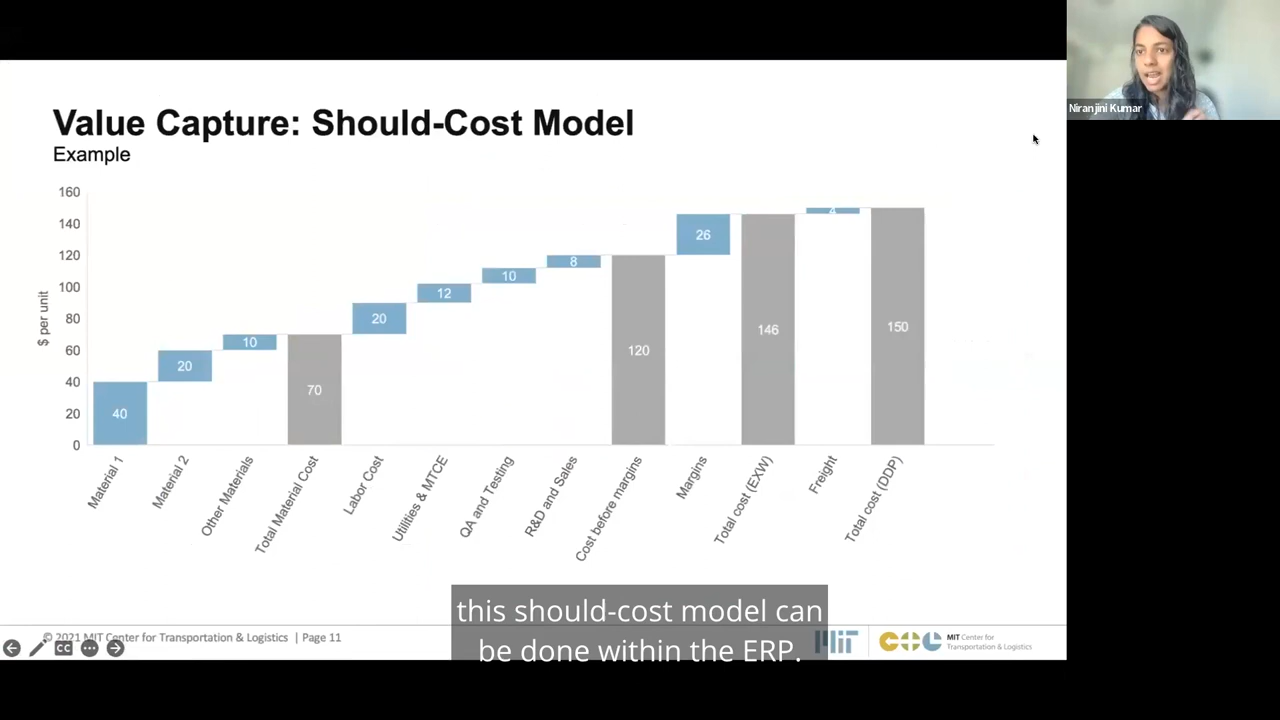 Niranjini Kumar
Value Capture: Should-Cost Model
Example
160
140
120
100
80
60
40
20
0
$ per unit
40
20
10
70
20
12
10
8
120
26
146
4
150
Material 1
Material 2
Other Materials
Total Material Cost
Labor Cost
Utilities & MTCE
QA and Testing
R&D and Sales
Cost before margins
Margins
Total cost (EXW)
Freight
Total cost (DDP)
this should-cost model can
be done within the ERP.
© 2021 MIT Center for Transportation & Logistics | Page 11
CC
MIT
CTL
MIT Center for
Transportation & Logistics